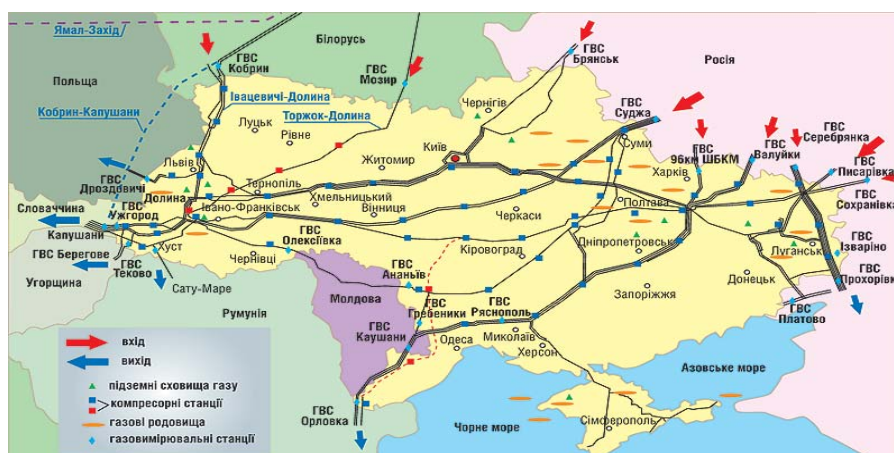 Ямал-Захід/
Білорусь
Росія
ГВС
Кобрин
ГВС
Мозир
ГВС
Брянськ
Польща
Івацевичі-Долина
Кобрин-Капушани
Торжок-Долина
Чернігів
ГВС
Суджа
Луцьк
Рівне
Київ
Суми
ГВС
96км ШБКМ
ГВС
Валуйки
ГВС
Серебрянка
ГВС
Писарівка
ГВС
Сохранівка
Львів
Житомир
Харків
ГВС
Дроздовичі
Долина
Тернопіль
Хмельницький
Полтава
Словаччина
ГВС
Ужгород
Івано-Франківськ
Вінниця
Черкаси
Луганськ
ГВС
Ізваріно
Капушани
ГВС Берегове
Хуст
ГВС
Олексіївка
Кіровоград
Дніпропетровськ
Угорщина
ГВС
Теково
Чернівці
Сату-Маре
ГВС
Ананьїв
Донецьк
ГВС
Прохорівка
Молдова
ГВС
Гребеники
ГВС
Ряснополь
Запоріжжя
ГВС
Платово
Румунія
ГВС
Каушани
Одеса
Миколаїв
Херсон
Азовське море
ГВС
Орловка
Чорне море
Сімферополь
вхід
вихід
підземні сховища газу
компресорні станції
газові родовища
газовимірювальні станції